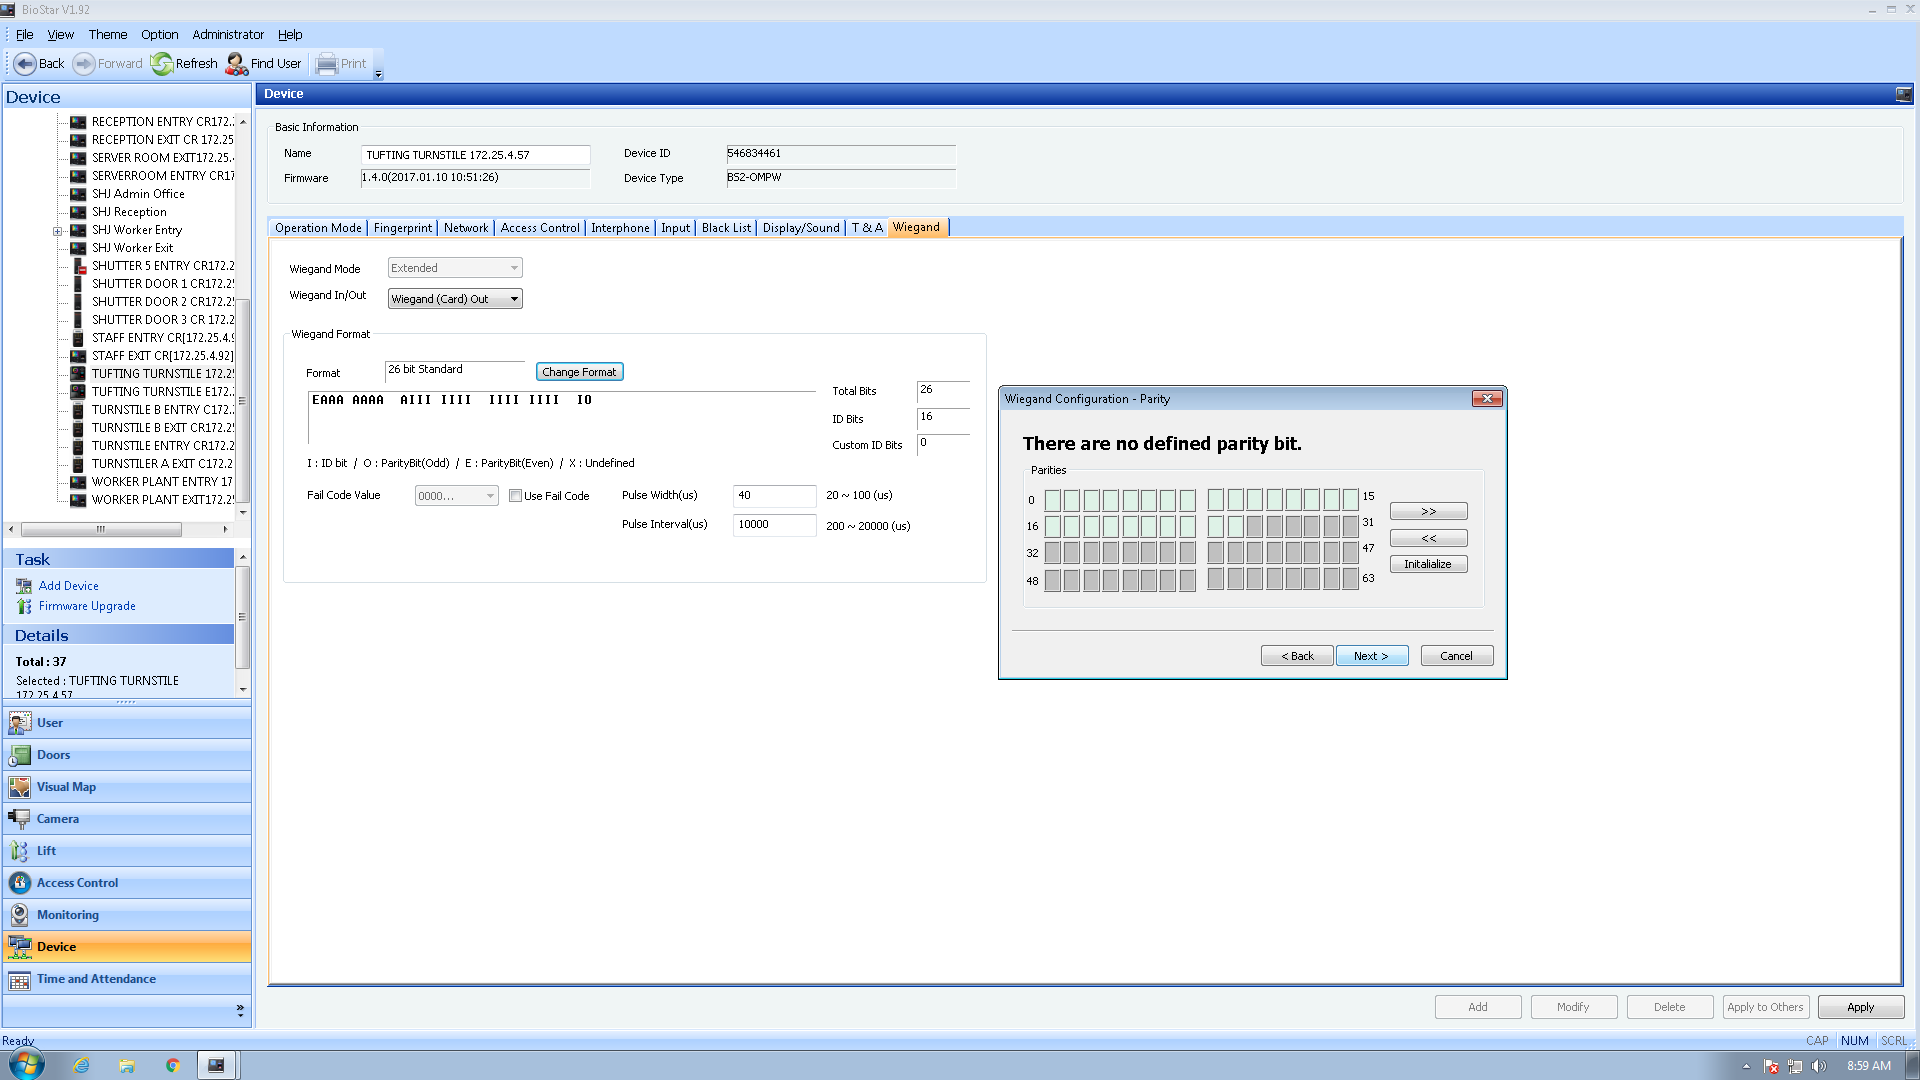 BioStar V1.92
File View Theme Option Administrator Help
Back Forward Refresh Find User Print
Device
RECEPTION ENTRY CR172.
RECEPTION EXIT CR 172.25
SERVER ROOM EXIT172.25.
SERVERROOM ENTRY CR17
SHJ Admin Office
SHJ Reception
SHJ Worker Entry
SHJ Worker Exit
SHUTTER 5 ENTRY CR172.2
SHUTTER DOOR 1 CR172.25
SHUTTER DOOR 2 CR172.25
SHUTTER DOOR 3 CR 172.2
STAFF ENTRY CR[172.25.4.9
STAFF EXIT CR[172.25.4.92]
TUFTING TURNSTILE 172.25
TUFTING TURNSTILE E172.
TURNSTILE B ENTRY C172.
TURNSTILE B EXIT CR172.2
TURNSTILE ENTRY CR172.2
TURNSTILER A EXIT C172.2
WORKER PLANT ENTRY 17
WORKER PLANT EXIT172.25
Task
Add Device
Firmware Upgrade
Details
Total : 37
Selected : TUFTING TURNSTILE
172.25.4.57
User
Doors
Visual Map
Camera
Lift
Access Control
Monitoring
Device
Time and Attendance
Device
Basic Information
Name TUFTING TURNSTILE 172.25.4.57 Device ID 546834461
Firmware 1.4.0(2017.01.10 10:51:26) Device Type BS2-OMPW
Operation Mode Fingerprint Network Access Control Interphone Input Black List Display/Sound T & A Wiegand
Wiegand Mode Extended
Wiegand In/Out Wiegand (Card) Out
Wiegand Format
Format 26 bit Standard Change Format
EAAA AAAA AIII IIII IIII IIII IO
Total Bits 26
ID Bits 16
Custom ID Bits 0
I : ID bit / O : ParityBit(Odd) / E : ParityBit(Even) / X : Undefined
Fail Code Value 0000... Use Fail Code Pulse Width(us) 40 20 ~ 100 (us)
Pulse Interval(us) 10000 200 ~ 20000 (us)
Wiegand Configuration - Parity
There are no defined parity bit.
Parities
0 15 >>
16 31 <<
32 47 Initalialize
48 63
< Back Next > Cancel
Add Modify Delete Apply to Others Apply
Ready CAP NUM SCRL
8:59 AM